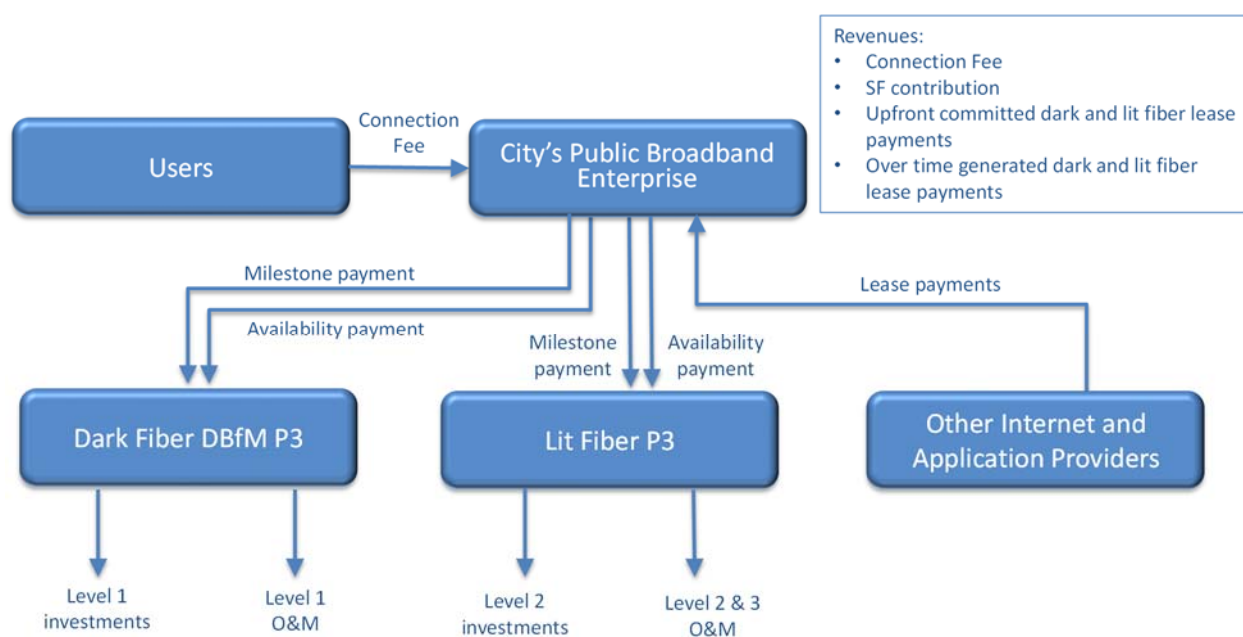 Revenues:
• Connection Fee
• SF contribution
• Upfront committed dark and lit fiber lease
payments
• Over time generated dark and lit fiber
lease payments
Users
Connection
Fee
City's Public Broadband
Enterprise
Milestone payment
Availability payment
Milestone
payment
Availability
payment
Lease payments
Dark Fiber DBfM P3
Lit Fiber P3
Other Internet and
Application Providers
Level 1
investments
Level 1
O&M
Level 2
investments
Level 2 & 3
O&M